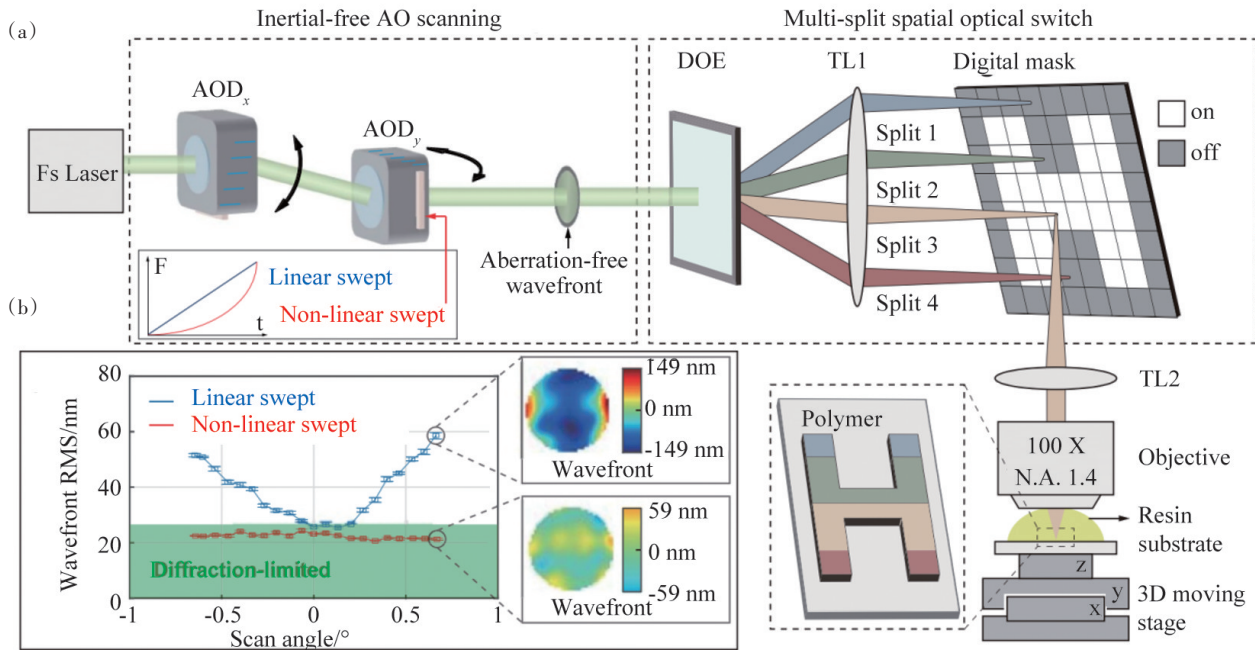 Inertial-free AO scanning
Multi-split spatial optical switch
(a)
Fs Laser
AODx
AODy
Aberration-free
wavefront
F
t
Linear swept
Non-linear swept
DOE
TL1
Digital mask
Split 1
Split 2
Split 3
Split 4
on
off
TL2
100 X
N.A. 1.4
Objective
Resin
substrate
z
y
x
3D moving
stage
Polymer
(b)
Wavefront RMS/nm
80
60
40
20
0
Linear swept
Non-linear swept
Diffraction-limited
-1
-0.5
0
0.5
1
Scan angle/°
149 nm
0 nm
-149 nm
Wavefront
59 nm
0 nm
-59 nm
Wavefront